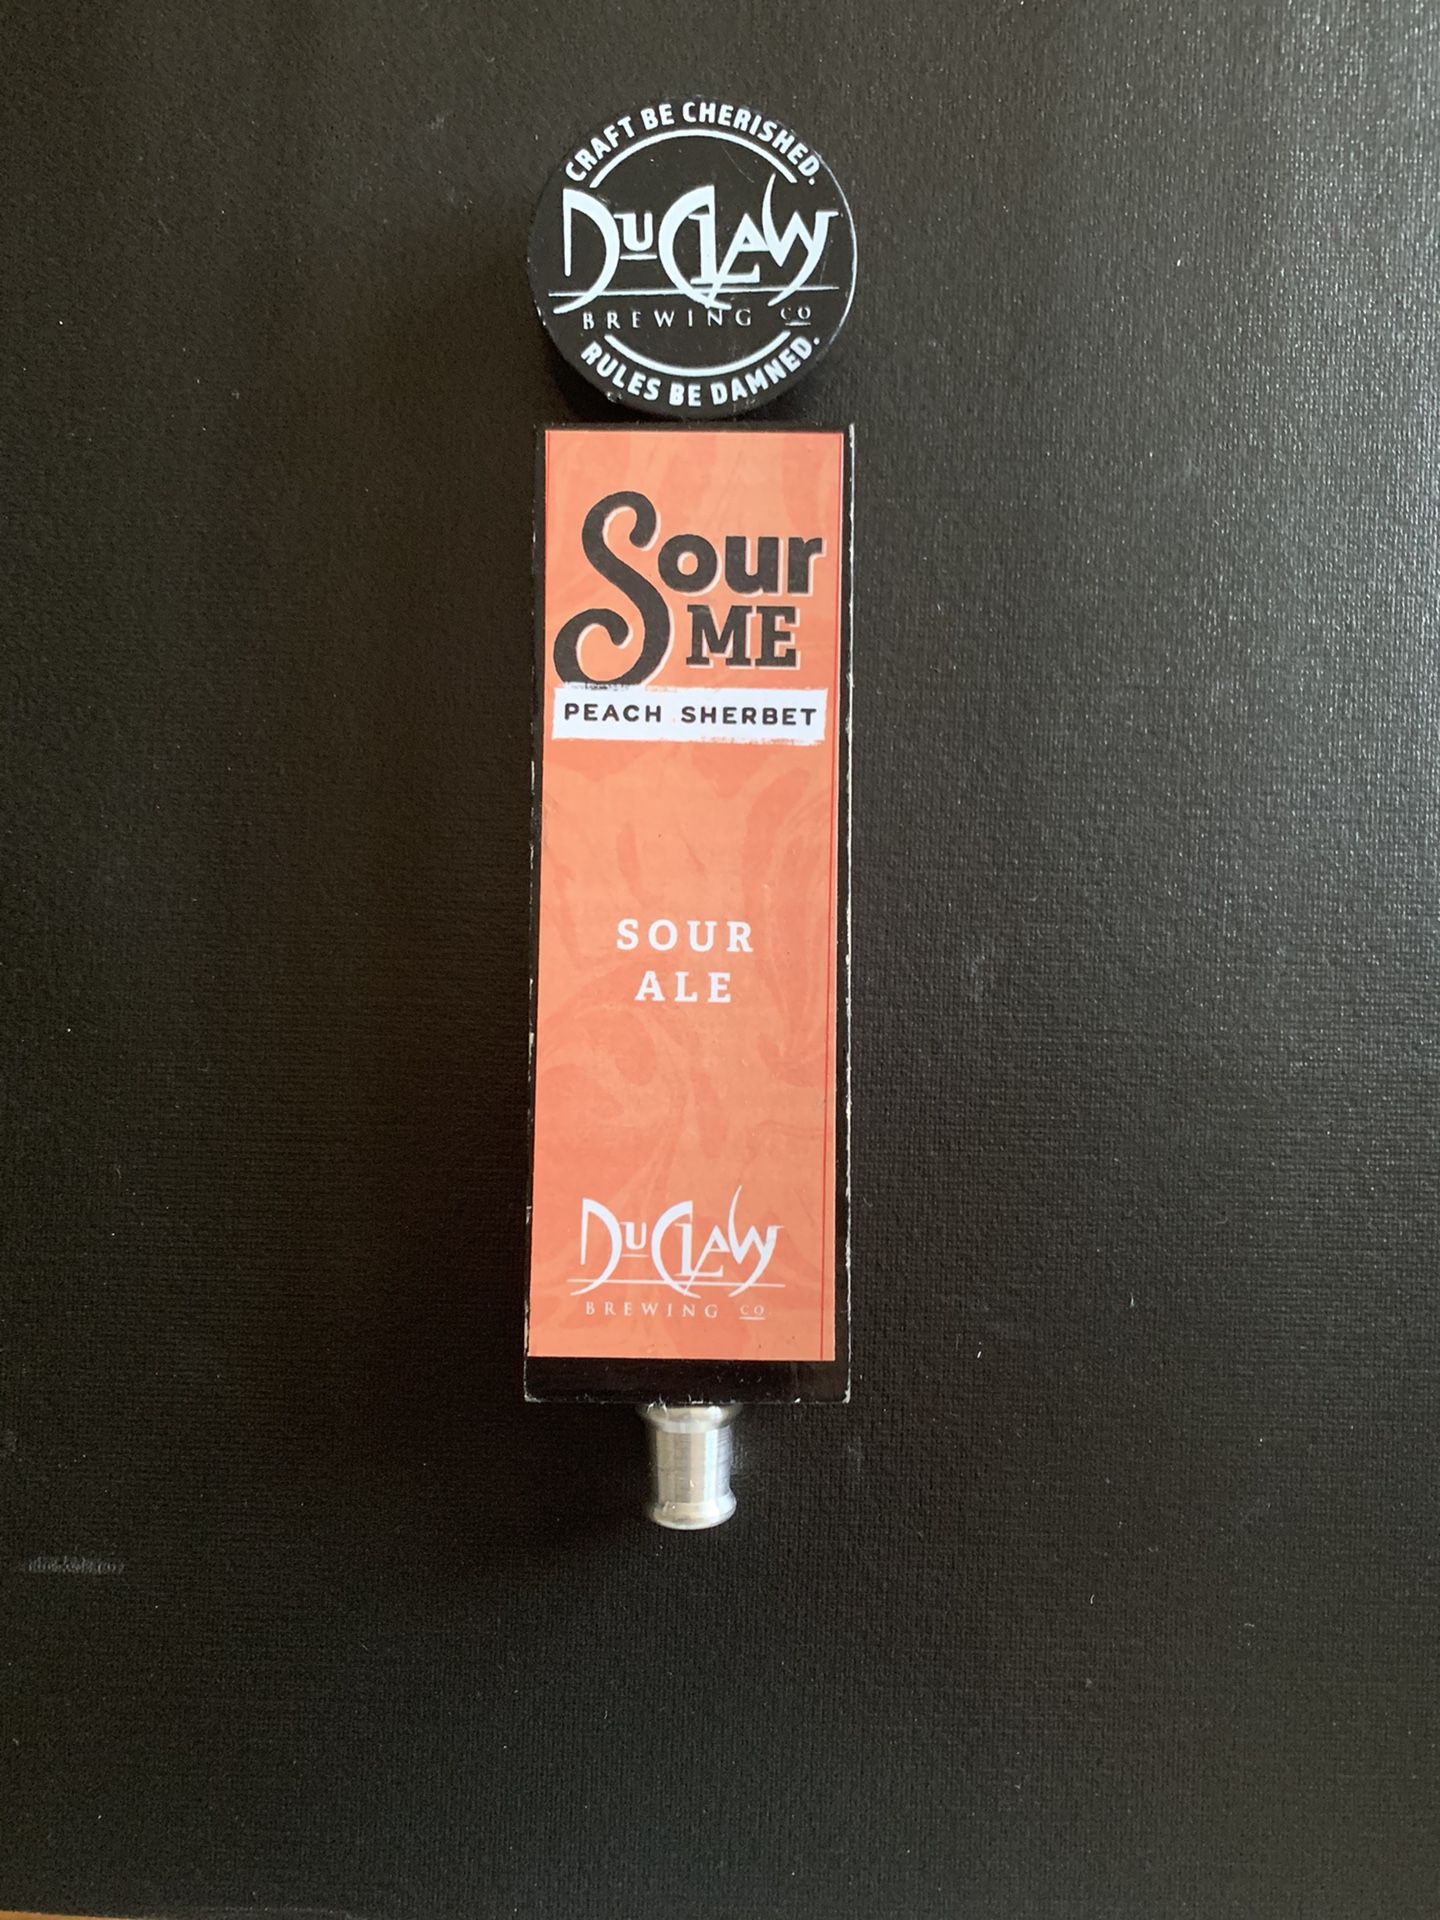 CRAFT BE CHERISHED.
DUCLAW
BREWING CO
RULES BE DAMNED.
Sour
ME
PEACH SHERBET
SOUR
ALE
DUCLAW
BREWING CO.